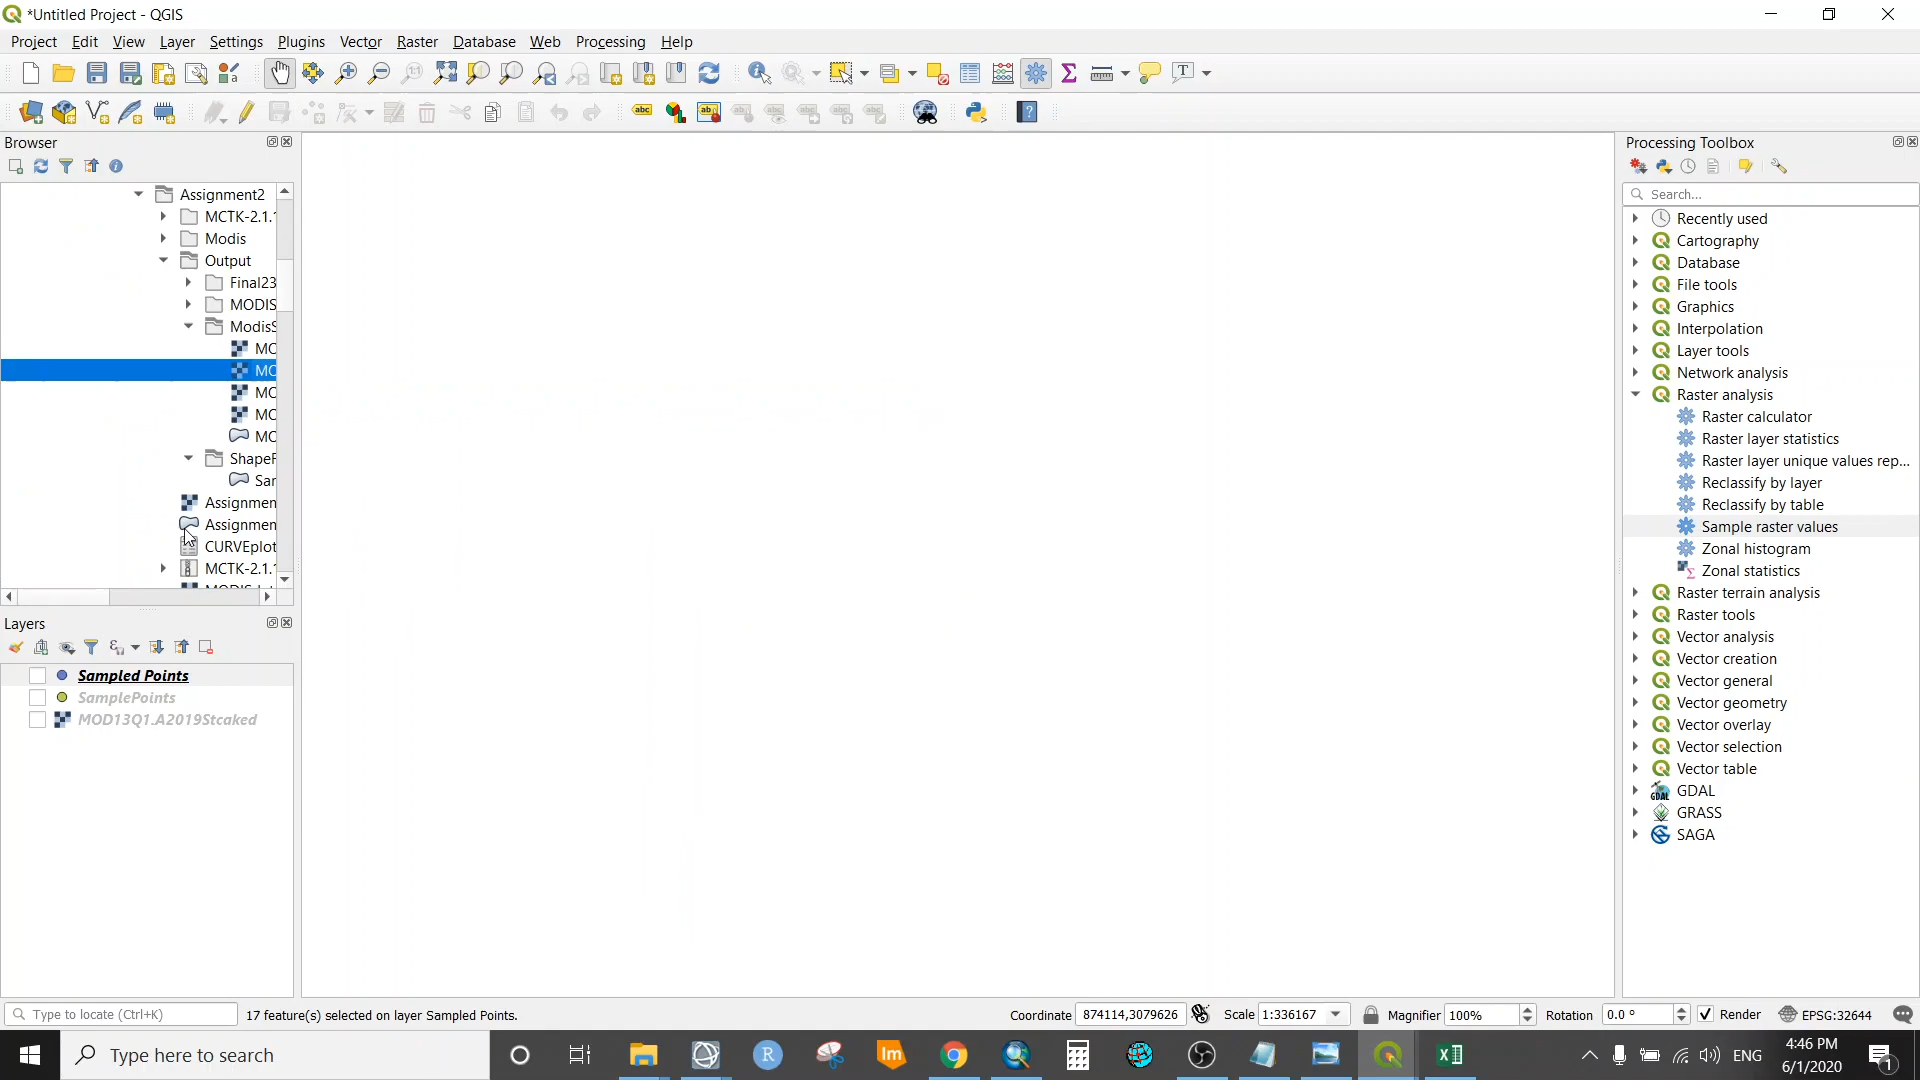 *Untitled Project - QGIS
Project Edit View Layer Settings Plugins Vector Raster Database Web Processing Help
Browser
Assignment2
MCTK-2.1.
Modis
Output
Final23
MODIS
ModisS
MC
MC
MC
MC
MC
ShapeF
Sar
Assignmen
Assignmen
CURVEplot
MCTK-2.1.
Layers
Sampled Points
SamplePoints
MOD13Q1.A2019Stcaked
Processing Toolbox
Search...
Recently used
Cartography
Database
File tools
Graphics
Interpolation
Layer tools
Network analysis
Raster analysis
Raster calculator
Raster layer statistics
Raster layer unique values rep...
Reclassify by layer
Reclassify by table
Sample raster values
Zonal histogram
Zonal statistics
Raster terrain analysis
Raster tools
Vector analysis
Vector creation
Vector general
Vector geometry
Vector overlay
Vector selection
Vector table
GDAL
GRASS
SAGA
Type to locate (Ctrl+K) 17 feature(s) selected on layer Sampled Points. Coordinate 874114,3079626 Scale 1:336167 Magnifier 100% Rotation 0.0 ° Render EPSG:32644
Type here to search ENG 4:46 PM
6/1/2020